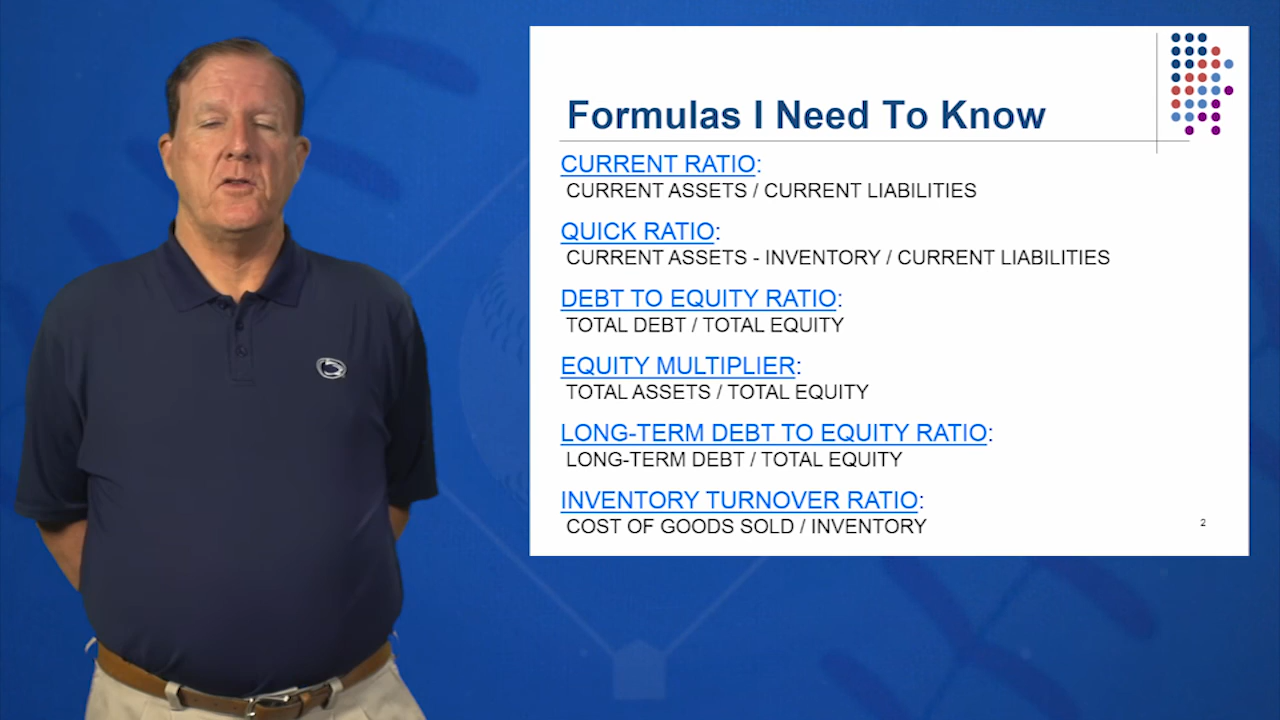 Formulas I Need To Know
CURRENT RATIO:
CURRENT ASSETS / CURRENT LIABILITIES
QUICK RATIO:
CURRENT ASSETS - INVENTORY / CURRENT LIABILITIES
DEBT TO EQUITY RATIO:
TOTAL DEBT / TOTAL EQUITY
EQUITY MULTIPLIER:
TOTAL ASSETS / TOTAL EQUITY
LONG-TERM DEBT TO EQUITY RATIO:
LONG-TERM DEBT / TOTAL EQUITY
INVENTORY TURNOVER RATIO:
COST OF GOODS SOLD / INVENTORY
2